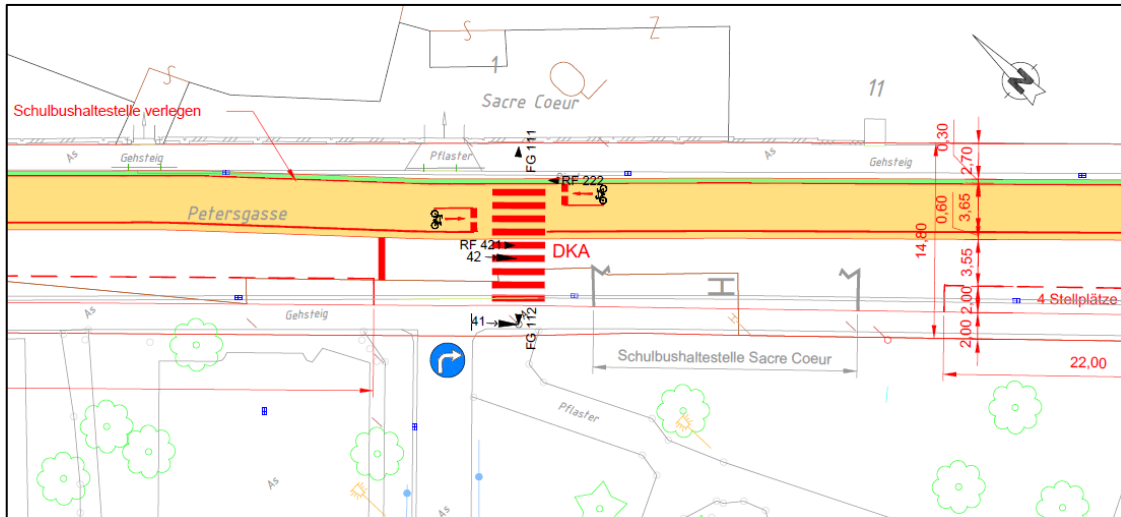 S
Z
1
S
Sacre Coeur
11
N
Schulbushaltestelle verlegen
As
Gehsteig
Pflaster
FG 111
As
Gehsteig
0,30
2,70
RF 222
Petersgasse
0,60
3,65
14,80
RF 421
42
DKA
3,55
H
2,00
4 Stellplätze
As
Gehsteig
41
FG 112
H
As
2,00
Schulbushaltestelle Sacre Coeur
22,00
Pflaster
As
As